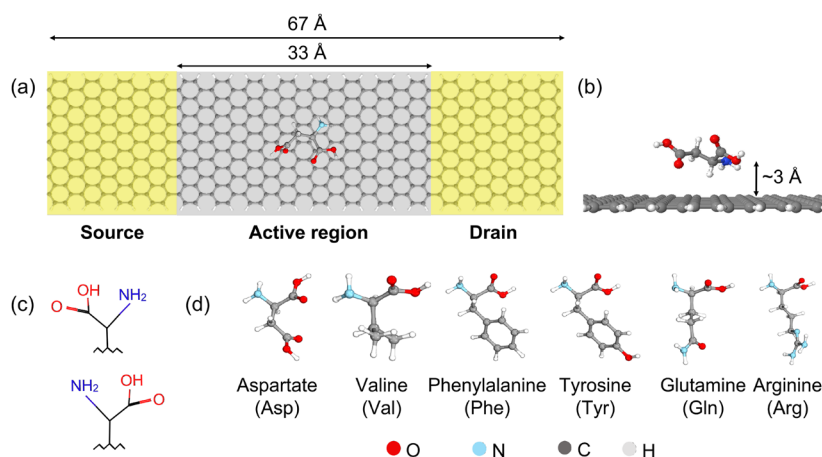 67 Å
33 Å
(a)
(b)
~3 Å
Source Active region Drain
(c)
OH
O
NH₂
NH₂
OH
O
(d)
Aspartate Valine Phenylalanine Tyrosine Glutamine Arginine
(Asp) (Val) (Phe) (Tyr) (Gln) (Arg)
O N C H